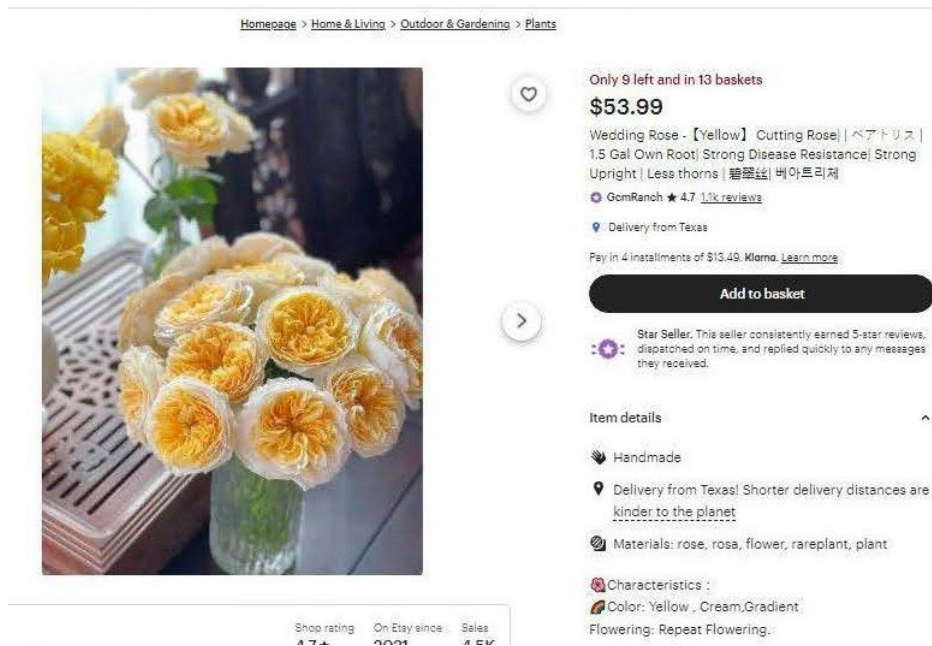 Homepage > Home & Living > Outdoor & Gardening > Plants
Only 9 left and in 13 baskets
$53.99
Wedding Rose -【Yellow】 Cutting Rose| | ベアトリス |
1.5 Gal Own Root| Strong Disease Resistance| Strong
Upright | Less thorns | 碧翠丝| 베아트리체
GcmRanch ★ 4.7 1.1k reviews
Delivery from Texas
Pay in 4 installments of $13.49. Klarna. Learn more
Add to basket
Star Seller. This seller consistently earned 5-star reviews,
dispatched on time, and replied quickly to any messages
they received.
Item details
Handmade
Delivery from Texas! Shorter delivery distances are
kinder to the planet
Materials: rose, rosa, flower, rareplant, plant
🌺Characteristics :
🌈Color: Yellow , Cream,Gradient
Flowering: Repeat Flowering.
Shop rating On Etsy since Sales
4.7★ 2021 4.5K